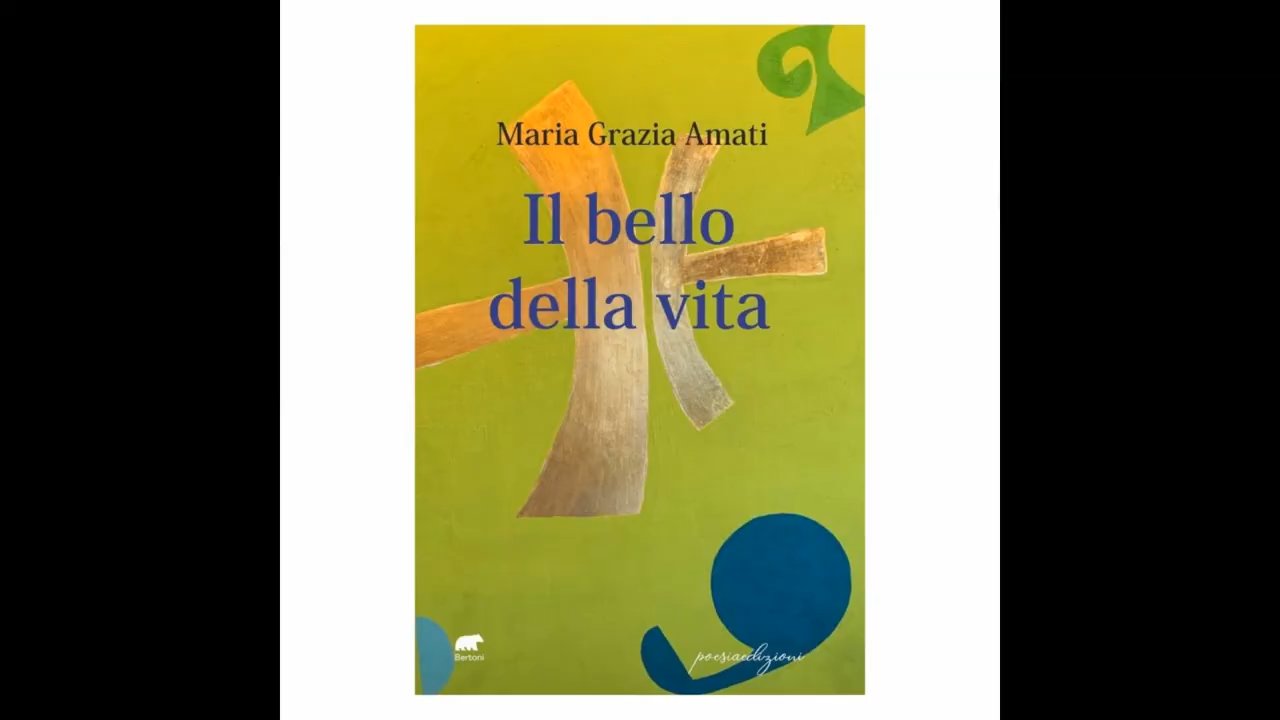 Maria Grazia Amati
Il bello
della vita
Bertoni
poesiaedizioni